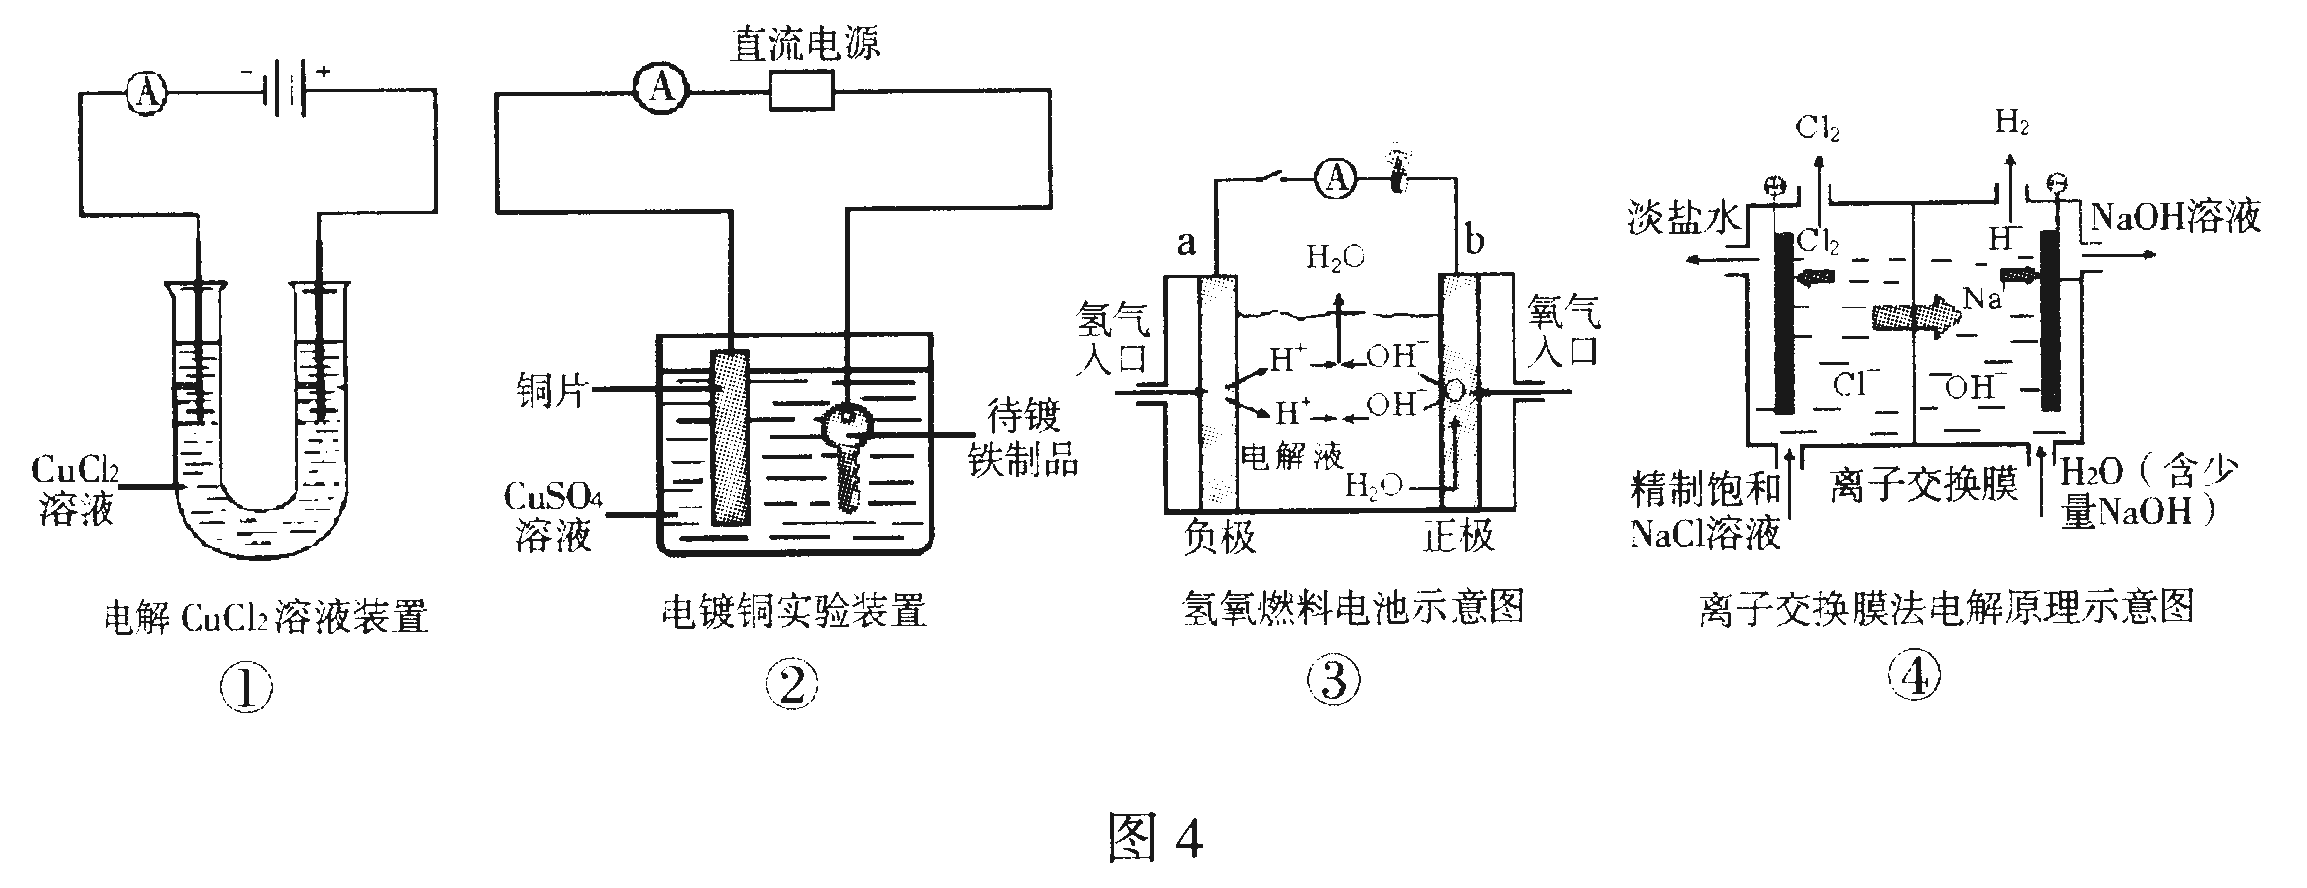 A
-
+
CuCl₂
溶液
电解 CuCl₂ 溶液装置
①
直流电源
A
铜片
CuSO₄
溶液
待镀
铁制品
电镀铜实验装置
②
A
a
b
H₂O
氢气
入口
氧气
入口
H⁺
OH⁻
O
H⁺
OH⁻
电解液
H₂O
负极
正极
氢氧燃料电池示意图
③
Cl₂
H₂
+
-
淡盐水
NaOH溶液
Cl₂
H⁻
Na⁺
Cl⁻
OH⁻
精制饱和
NaCl溶液
离子交换膜
H₂O（含少
量NaOH）
离子交换膜法电解原理示意图
④
图 4